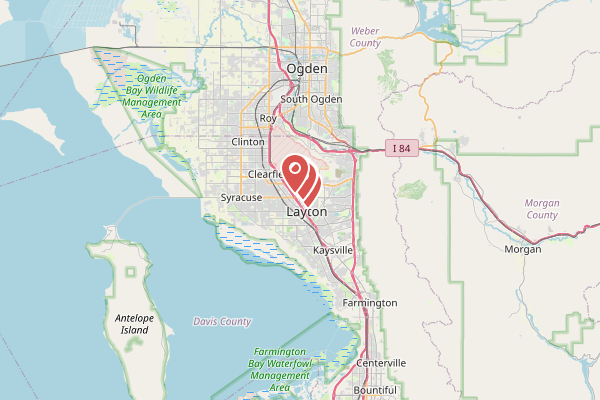 Weber
County
Ogden
Ogden
Bay Wildlife
Management
Area
South Ogden
Roy
Clinton
I 84
Clearfie
Syracuse
Layton
Morgan
County
Kaysville
Morgan
Farmington
Antelope
Island
Davis County
Farmington
Bay Waterfowl
Management
Area
Centerville
Bountiful